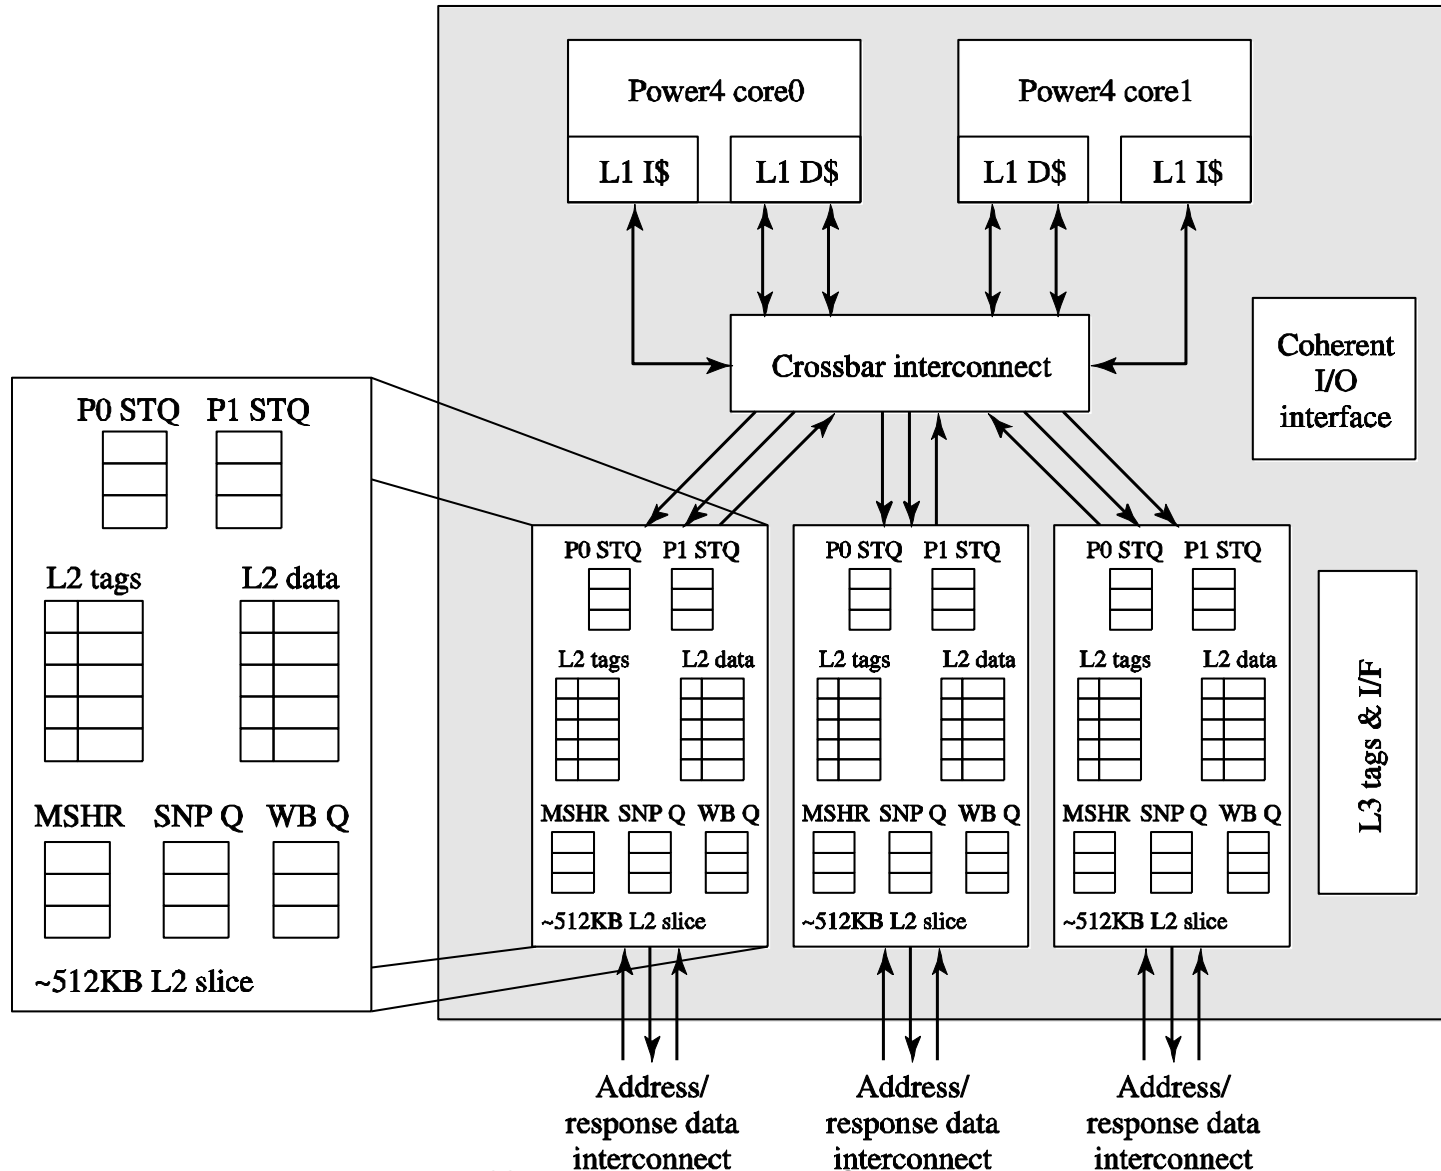 Power4 core0
Power4 core1
L1 I$
L1 D$
L1 D$
L1 I$
Crossbar interconnect
Coherent
I/O
interface
P0 STQ
P1 STQ
L2 tags
L2 data
MSHR
SNP Q
WB Q
~512KB L2 slice
P0 STQ
P1 STQ
L2 tags
L2 data
MSHR
SNP Q
WB Q
~512KB L2 slice
P0 STQ
P1 STQ
L2 tags
L2 data
MSHR
SNP Q
WB Q
~512KB L2 slice
P0 STQ
P1 STQ
L2 tags
L2 data
MSHR
SNP Q
WB Q
~512KB L2 slice
L3 tags & I/F
Address/
response data
interconnect
Address/
response data
interconnect
Address/
response data
interconnect